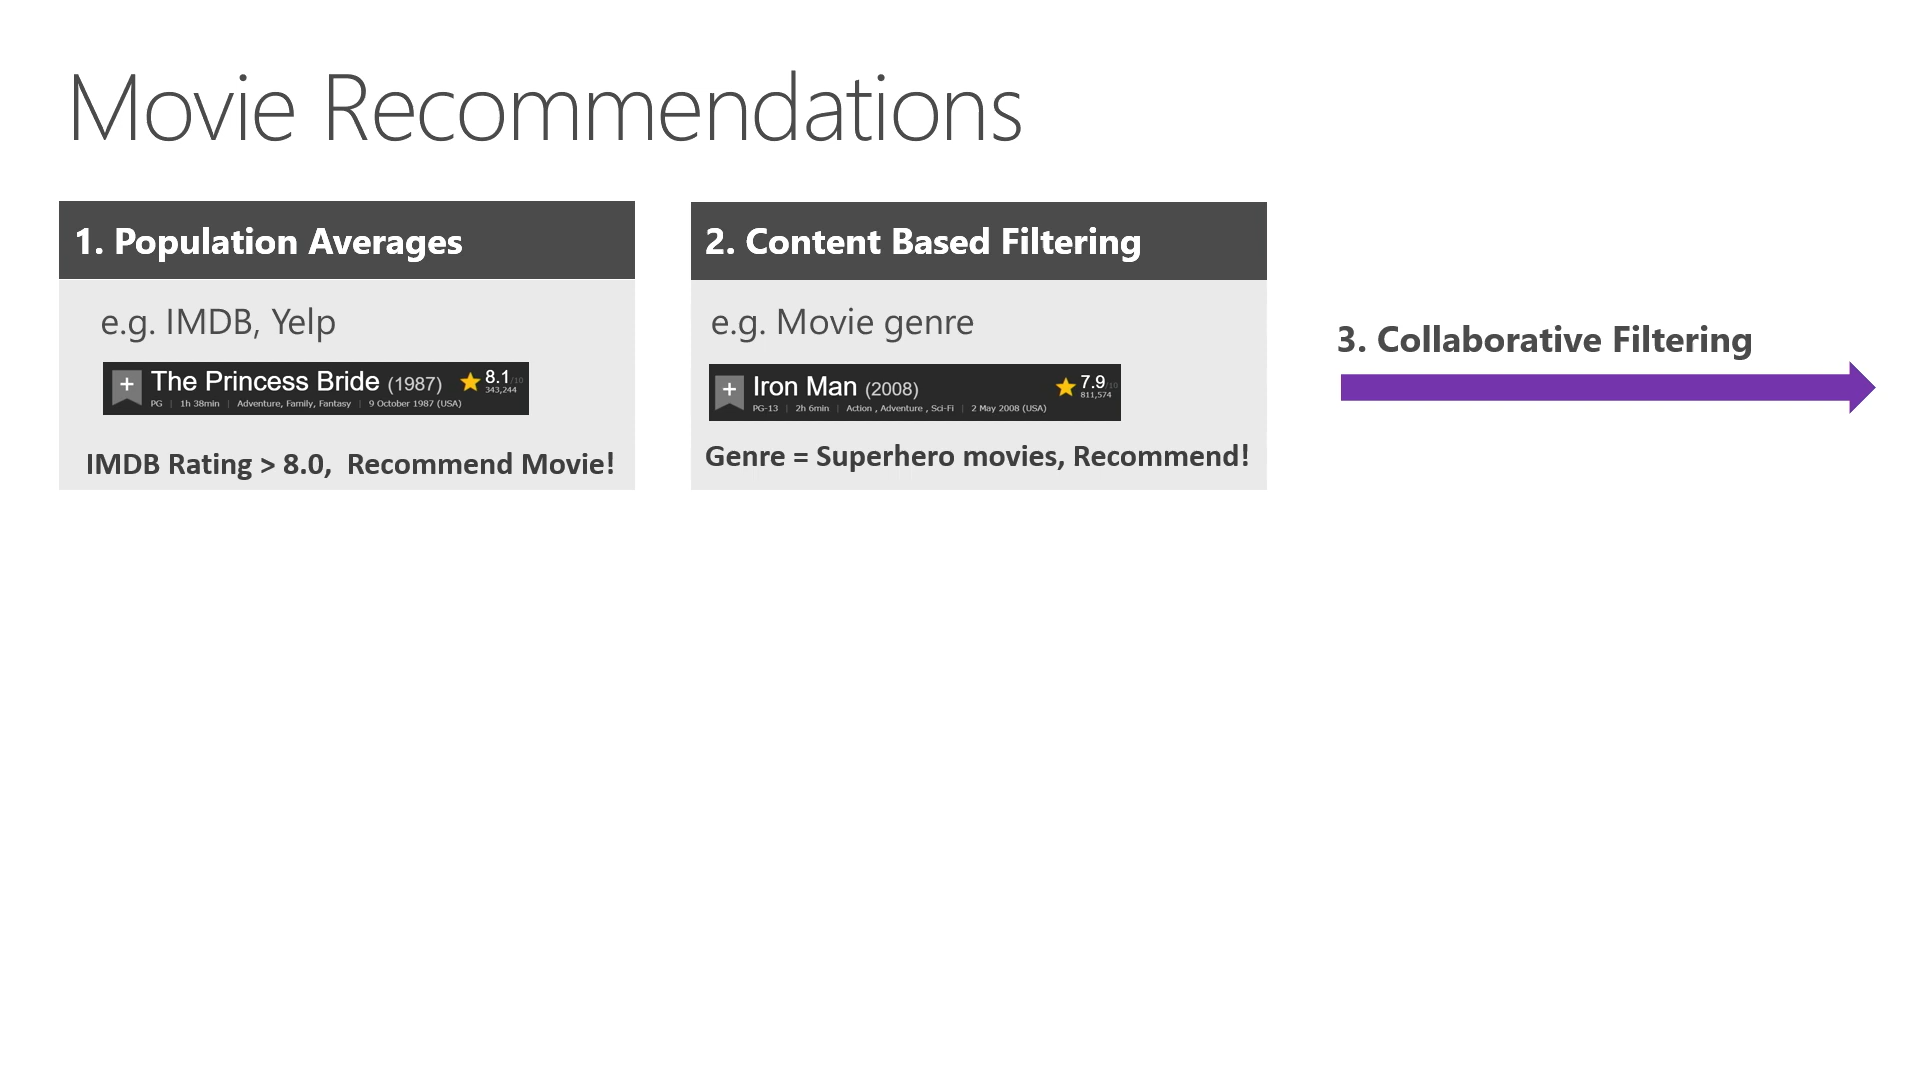 Movie Recommendations
1. Population Averages
e.g. IMDB, Yelp
+ The Princess Bride (1987) 8.1/10
343,244
PG | 1h 38min | Adventure, Family, Fantasy | 9 October 1987 (USA)
IMDB Rating > 8.0,  Recommend Movie!
2. Content Based Filtering
e.g. Movie genre
+ Iron Man (2008) 7.9/10
811,574
PG-13 | 2h 6min | Action , Adventure , Sci-Fi | 2 May 2008 (USA)
Genre = Superhero movies, Recommend!
3. Collaborative Filtering